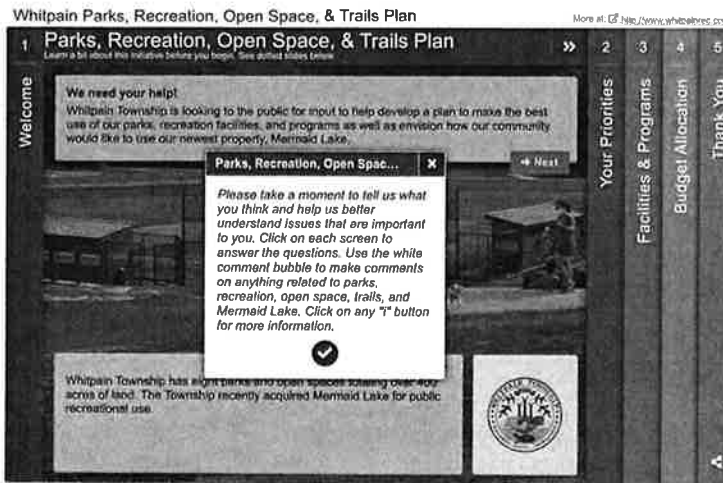 Whitpain Parks, Recreation, Open Space, & Trails Plan
More at:
1 Parks, Recreation, Open Space, & Trails Plan »
Learn a bit about this initiative before you begin. See dotted slides below
Welcome
We need your help!
Whitpain Township is looking to the public for input to help develop a plan to make the best
use of our parks, recreation facilities, and programs as well as envision how our community
would like to use our newest property, Mermaid Lake.
→ Next
Parks, Recreation, Open Spac... ×
Please take a moment to tell us what
you think and help us better
understand issues that are important
to you. Click on each screen to
answer the questions. Use the white
comment bubble to make comments
on anything related to parks,
recreation, open space, trails, and
Mermaid Lake. Click on any "i" button
for more information.
Whitpain Township has eight parks and open spaces totaling over 400
acres of land. The Township recently acquired Mermaid Lake for public
recreational use.
WHITPAIN TOWNSHIP
2
Your Priorities
3
Facilities & Programs
4
Budget Allocation
5
Thank You